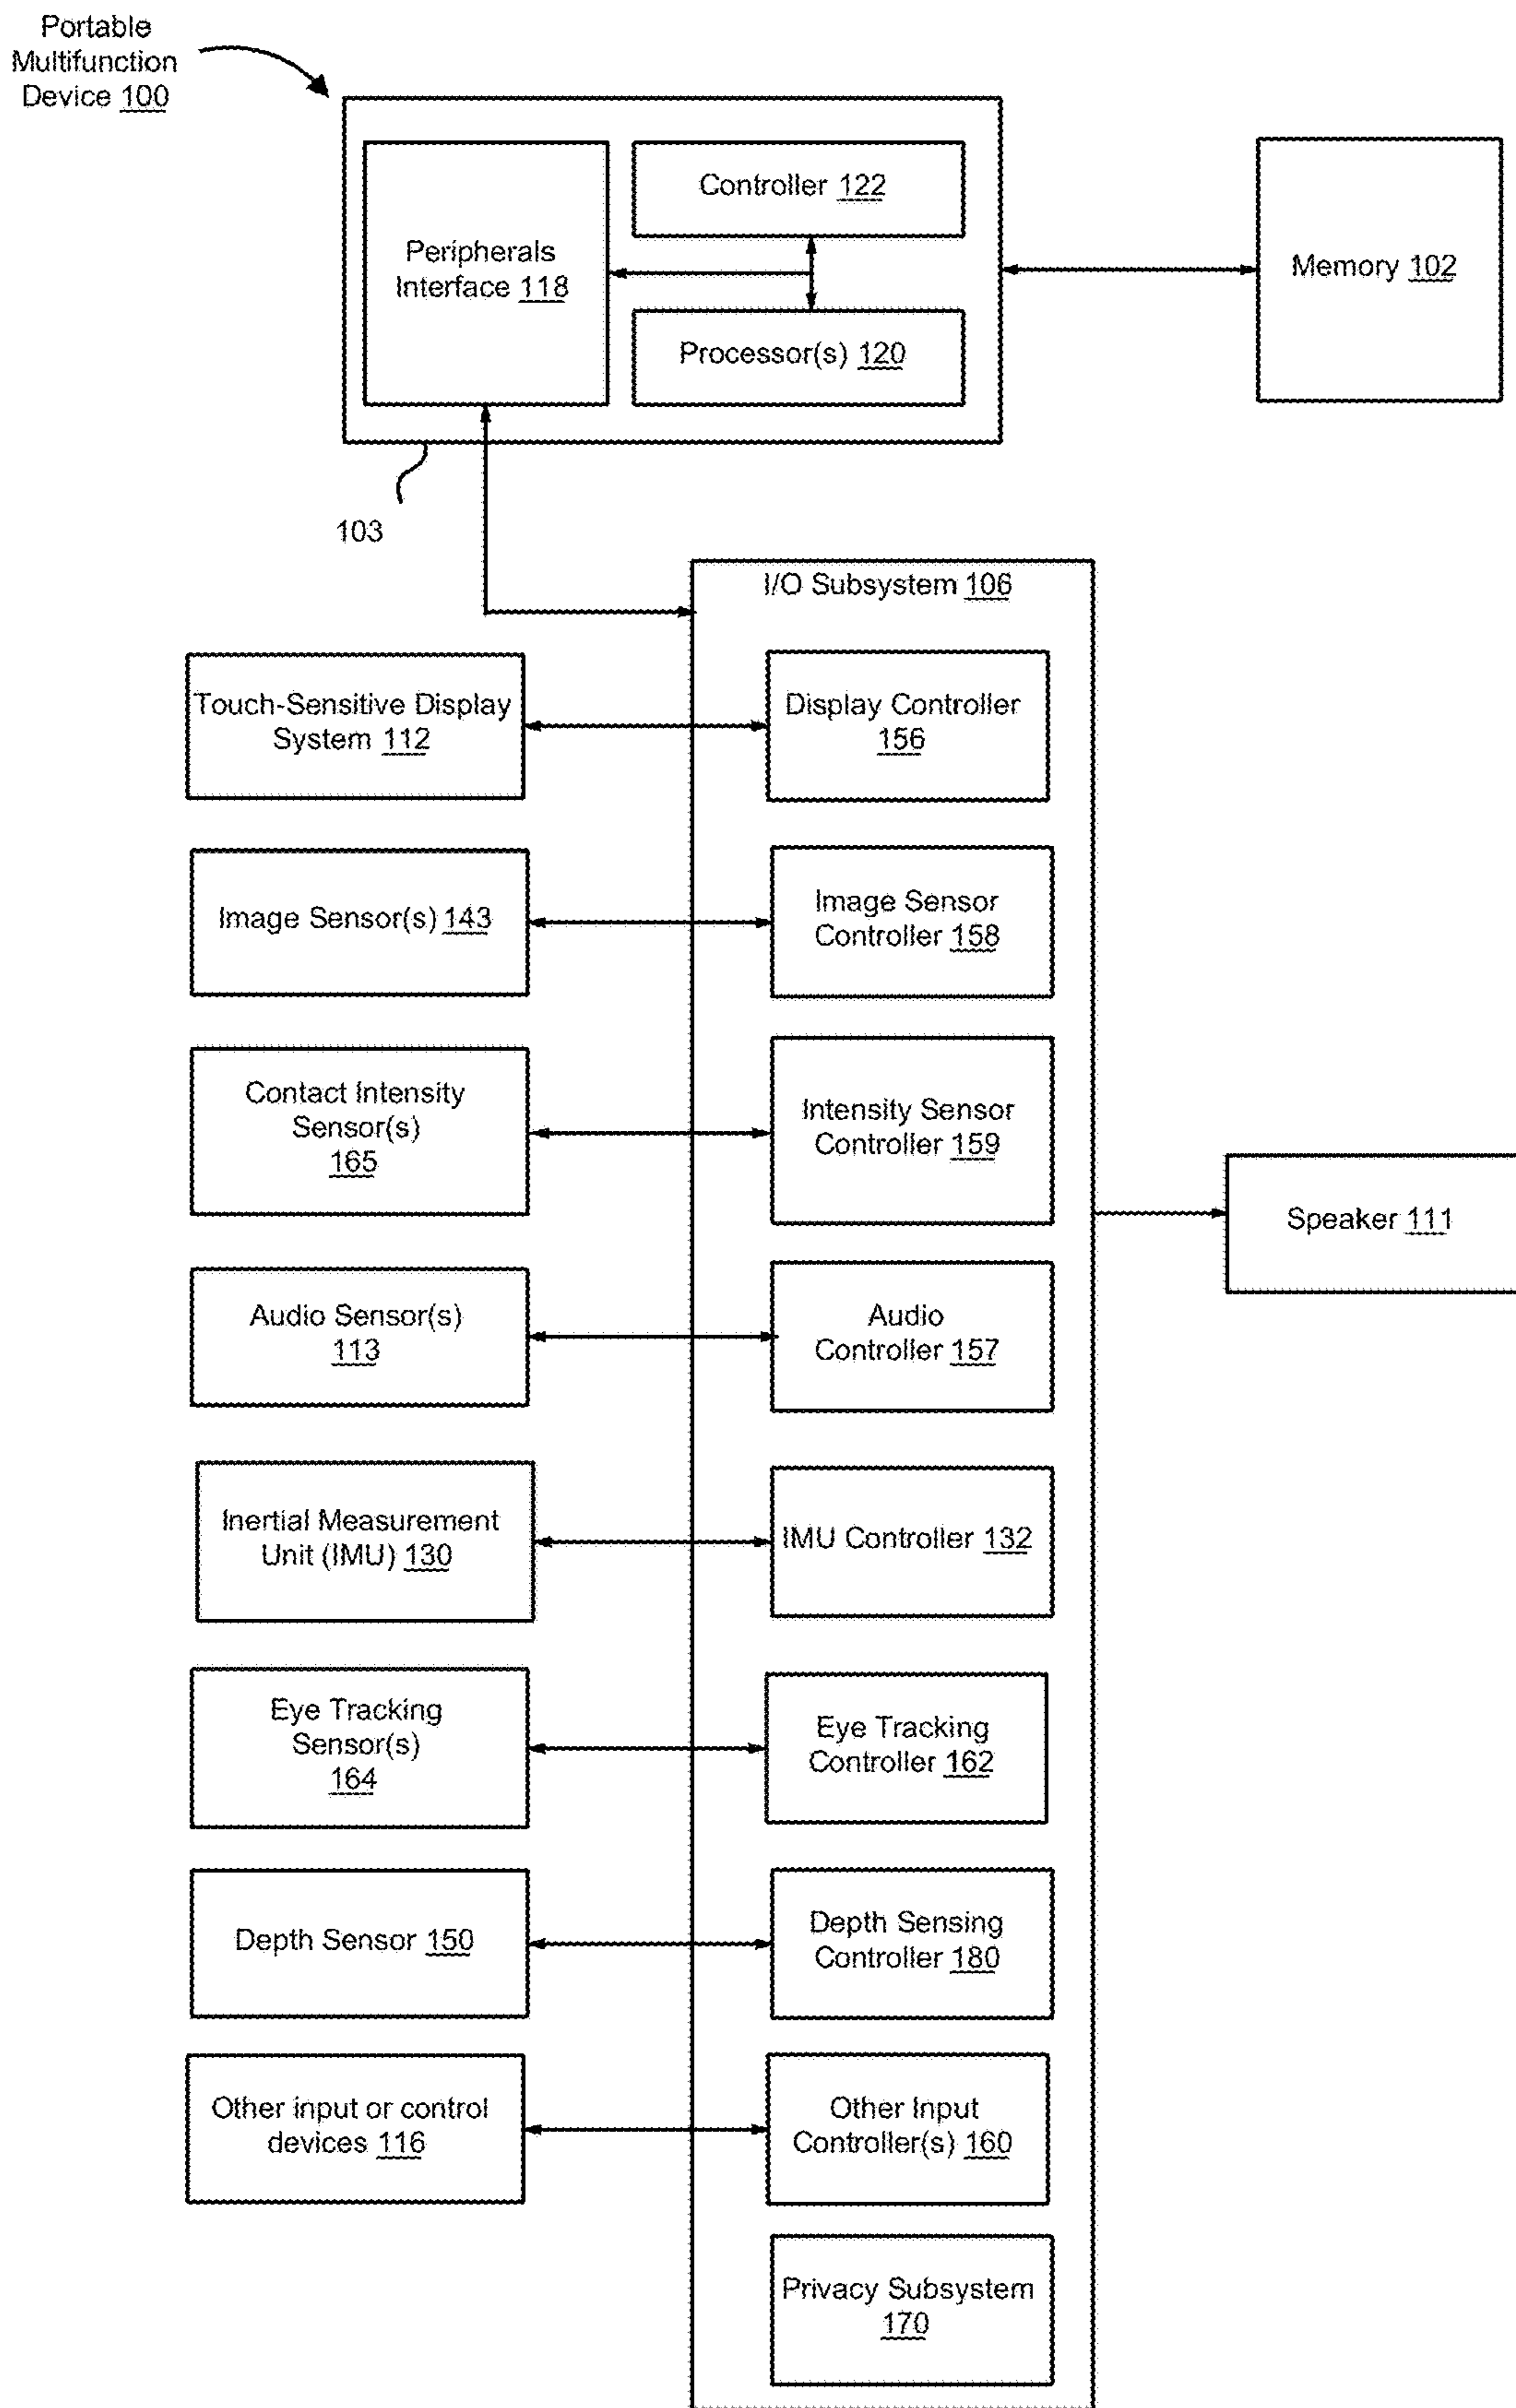 Portable
Multifunction
Device 100
Controller 122
Peripherals
Interface 118
Processor(s) 120
Memory 102
103
I/O Subsystem 106
Touch-Sensitive Display
System 112
Display Controller
156
Image Sensor(s) 143
Image Sensor
Controller 158
Contact Intensity
Sensor(s)
165
Intensity Sensor
Controller 159
Speaker 111
Audio Sensor(s)
113
Audio
Controller 157
Inertial Measurement
Unit (IMU) 130
IMU Controller 132
Eye Tracking
Sensor(s)
164
Eye Tracking
Controller 162
Depth Sensor 150
Depth Sensing
Controller 180
Other input or control
devices 116
Other Input
Controller(s) 160
Privacy Subsystem
170